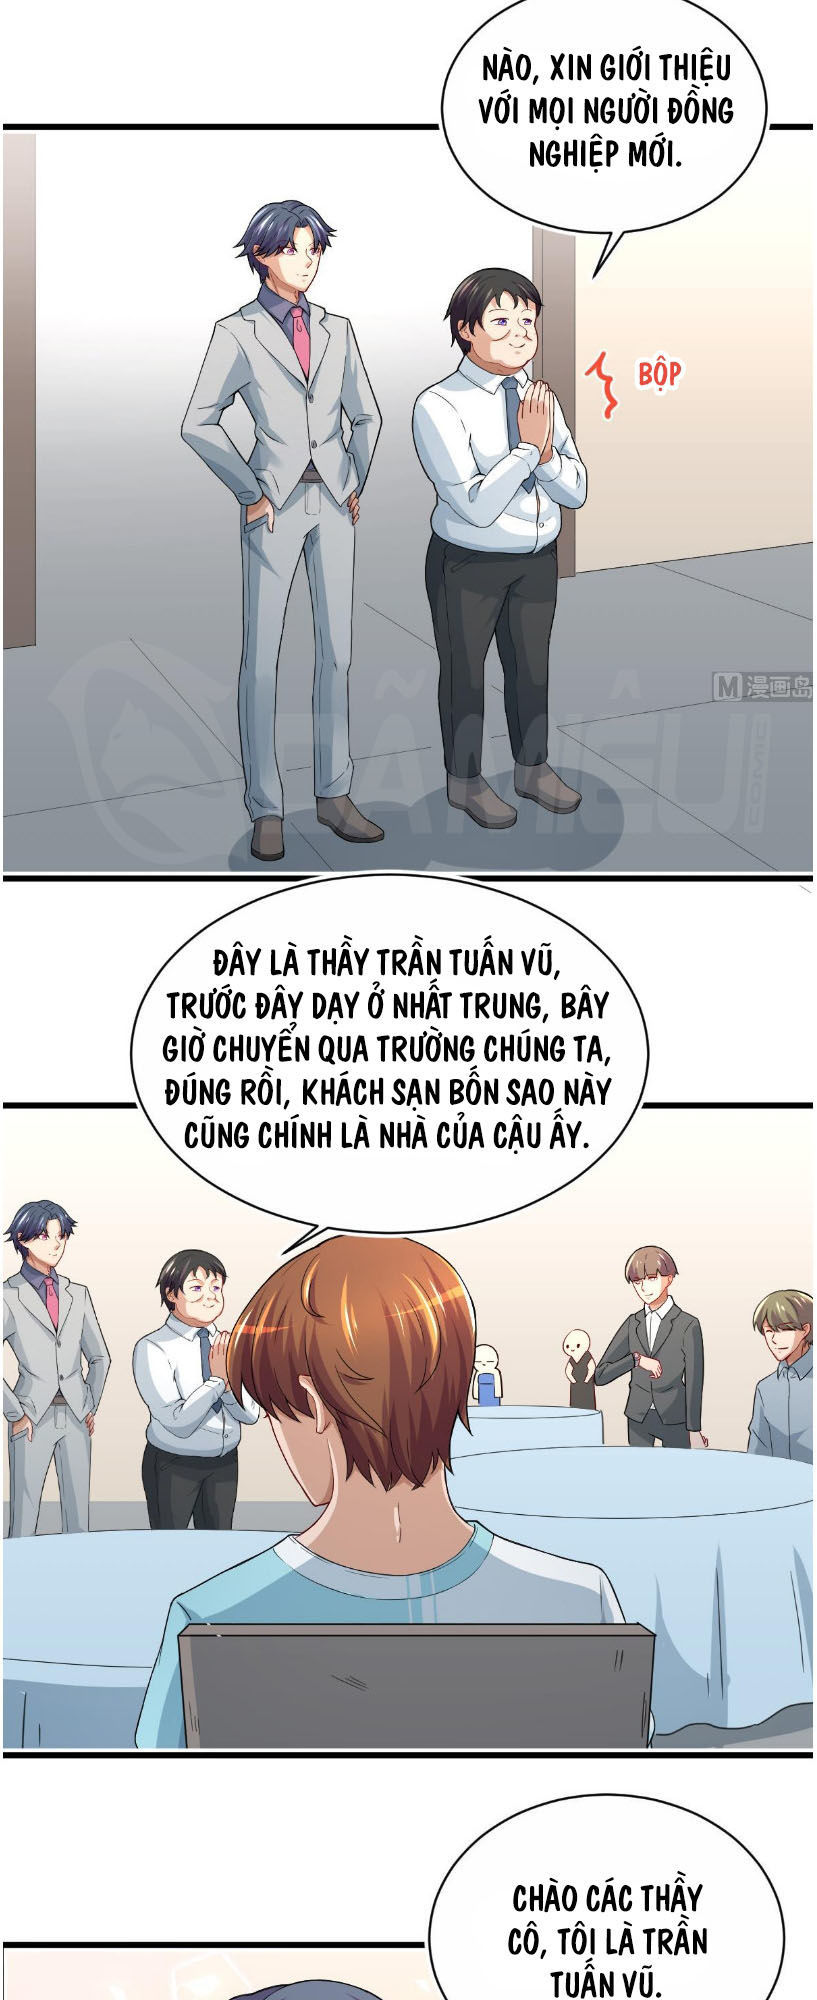 NÀO, XIN GIỚI THIỆU
VỚI MỌI NGƯỜI ĐỒNG
NGHIỆP MỚI.
BỘP
M 漫画岛
DÃMIÊU
COMIC
ĐÂY LÀ THẦY TRẦN TUẤN VŨ,
TRƯỚC ĐÂY DẠY Ở NHẤT TRUNG, BÂY
GIỜ CHUYỂN QUA TRƯỜNG CHÚNG TA,
ĐÚNG RỒI, KHÁCH SẠN BỐN SAO NÀY
CŨNG CHÍNH LÀ NHÀ CỦA CẬU ẤY.
CHÀO CÁC THẦY
CÔ, TÔI LÀ TRẦN
TUẤN VŨ.